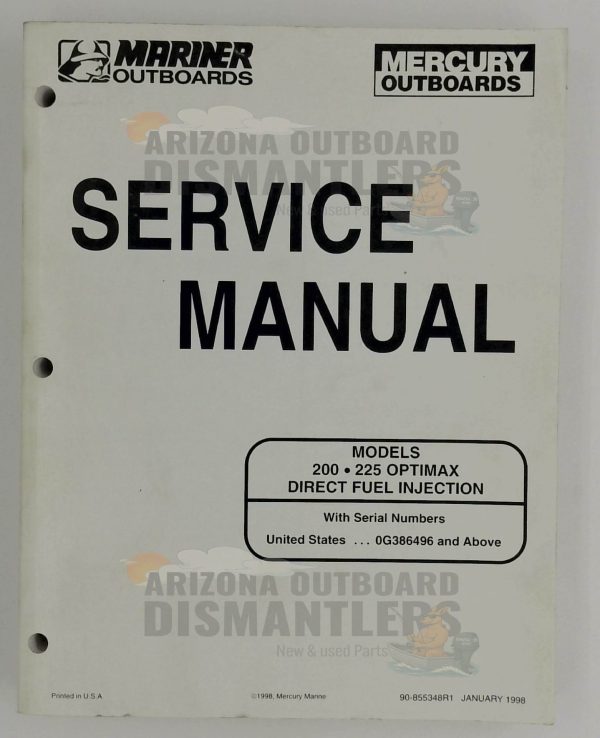 MARINER
OUTBOARDS
MERCURY
OUTBOARDS
ARIZONA OUTBOARD
DISMANTLERS
New & used Parts
SERVICE
MANUAL
MODELS
200 • 225 OPTIMAX
DIRECT FUEL INJECTION
With Serial Numbers
United States ... 0G386496 and Above
ARIZONA OUTBOARD
DISMANTLERS
New & used Parts
Printed in U.S.A.
©1998, Mercury Marine
90-855348R1 JANUARY 1998